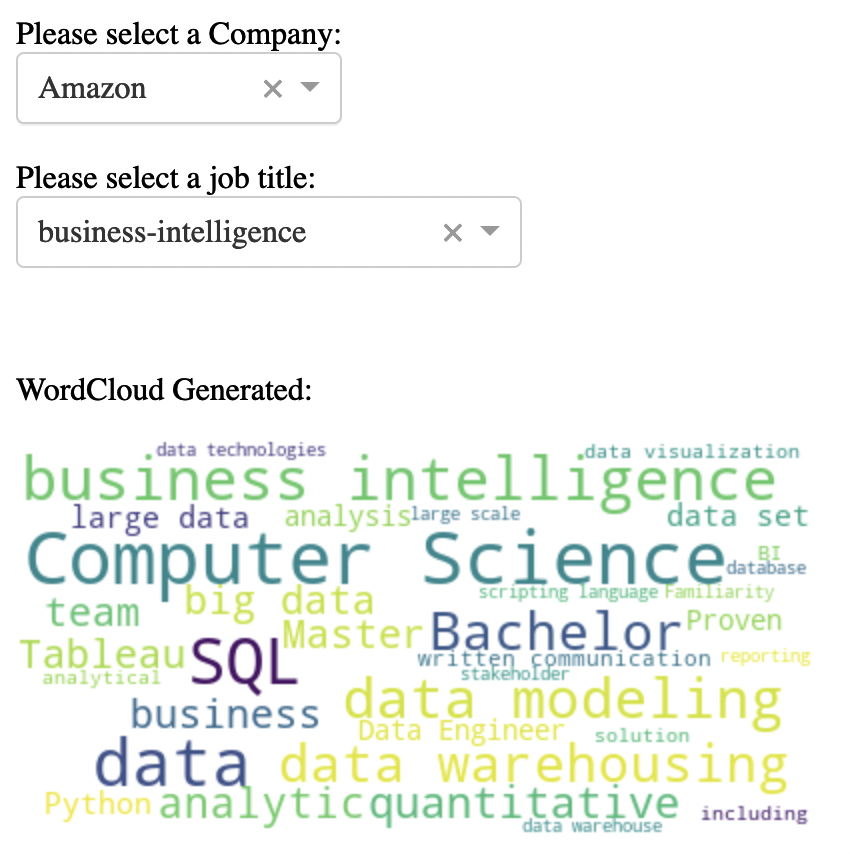 Please select a Company:
Amazon
Please select a job title:
business-intelligence
WordCloud Generated:
data technologies
data visualization
business intelligence
large data
analysis
large scale
data set
Computer Science
BI
database
scripting language
Familiarity
big data
team
Proven
Master
Bachelor
Tableau
SQL
written communication
reporting
analytical
stakeholder
data modeling
business
Data Engineer
solution
data
data warehousing
Python
analytic
quantitative
including
data warehouse